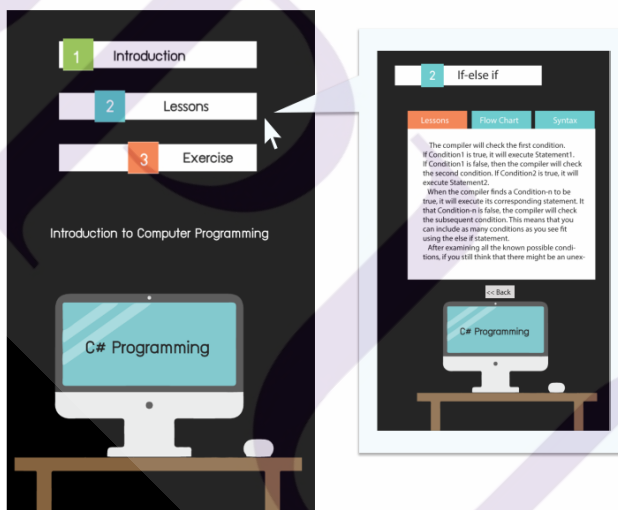 1 Introduction
2 Lessons
3 Exercise
Introduction to Computer Programming
C# Programming
2 If-else if
Lessons Flow Chart Syntax
The compiler will check the first condition.
If Condition1 is true, it will execute Statement1.
If Condition1 is false, then the compiler will check
the second condition. If Condition2 is true, it will
execute Statement2.
When the compiler finds a Condition-n to be
true, it will execute its corresponding statement. It
that Condition-n is false, the compiler will check
the subsequent condition. This means that you
can include as many conditions as you see fit
using the else if statement.
After examining all the known possible condi-
tions, if you still think that there might be an unex-
<< Back
C# Programming